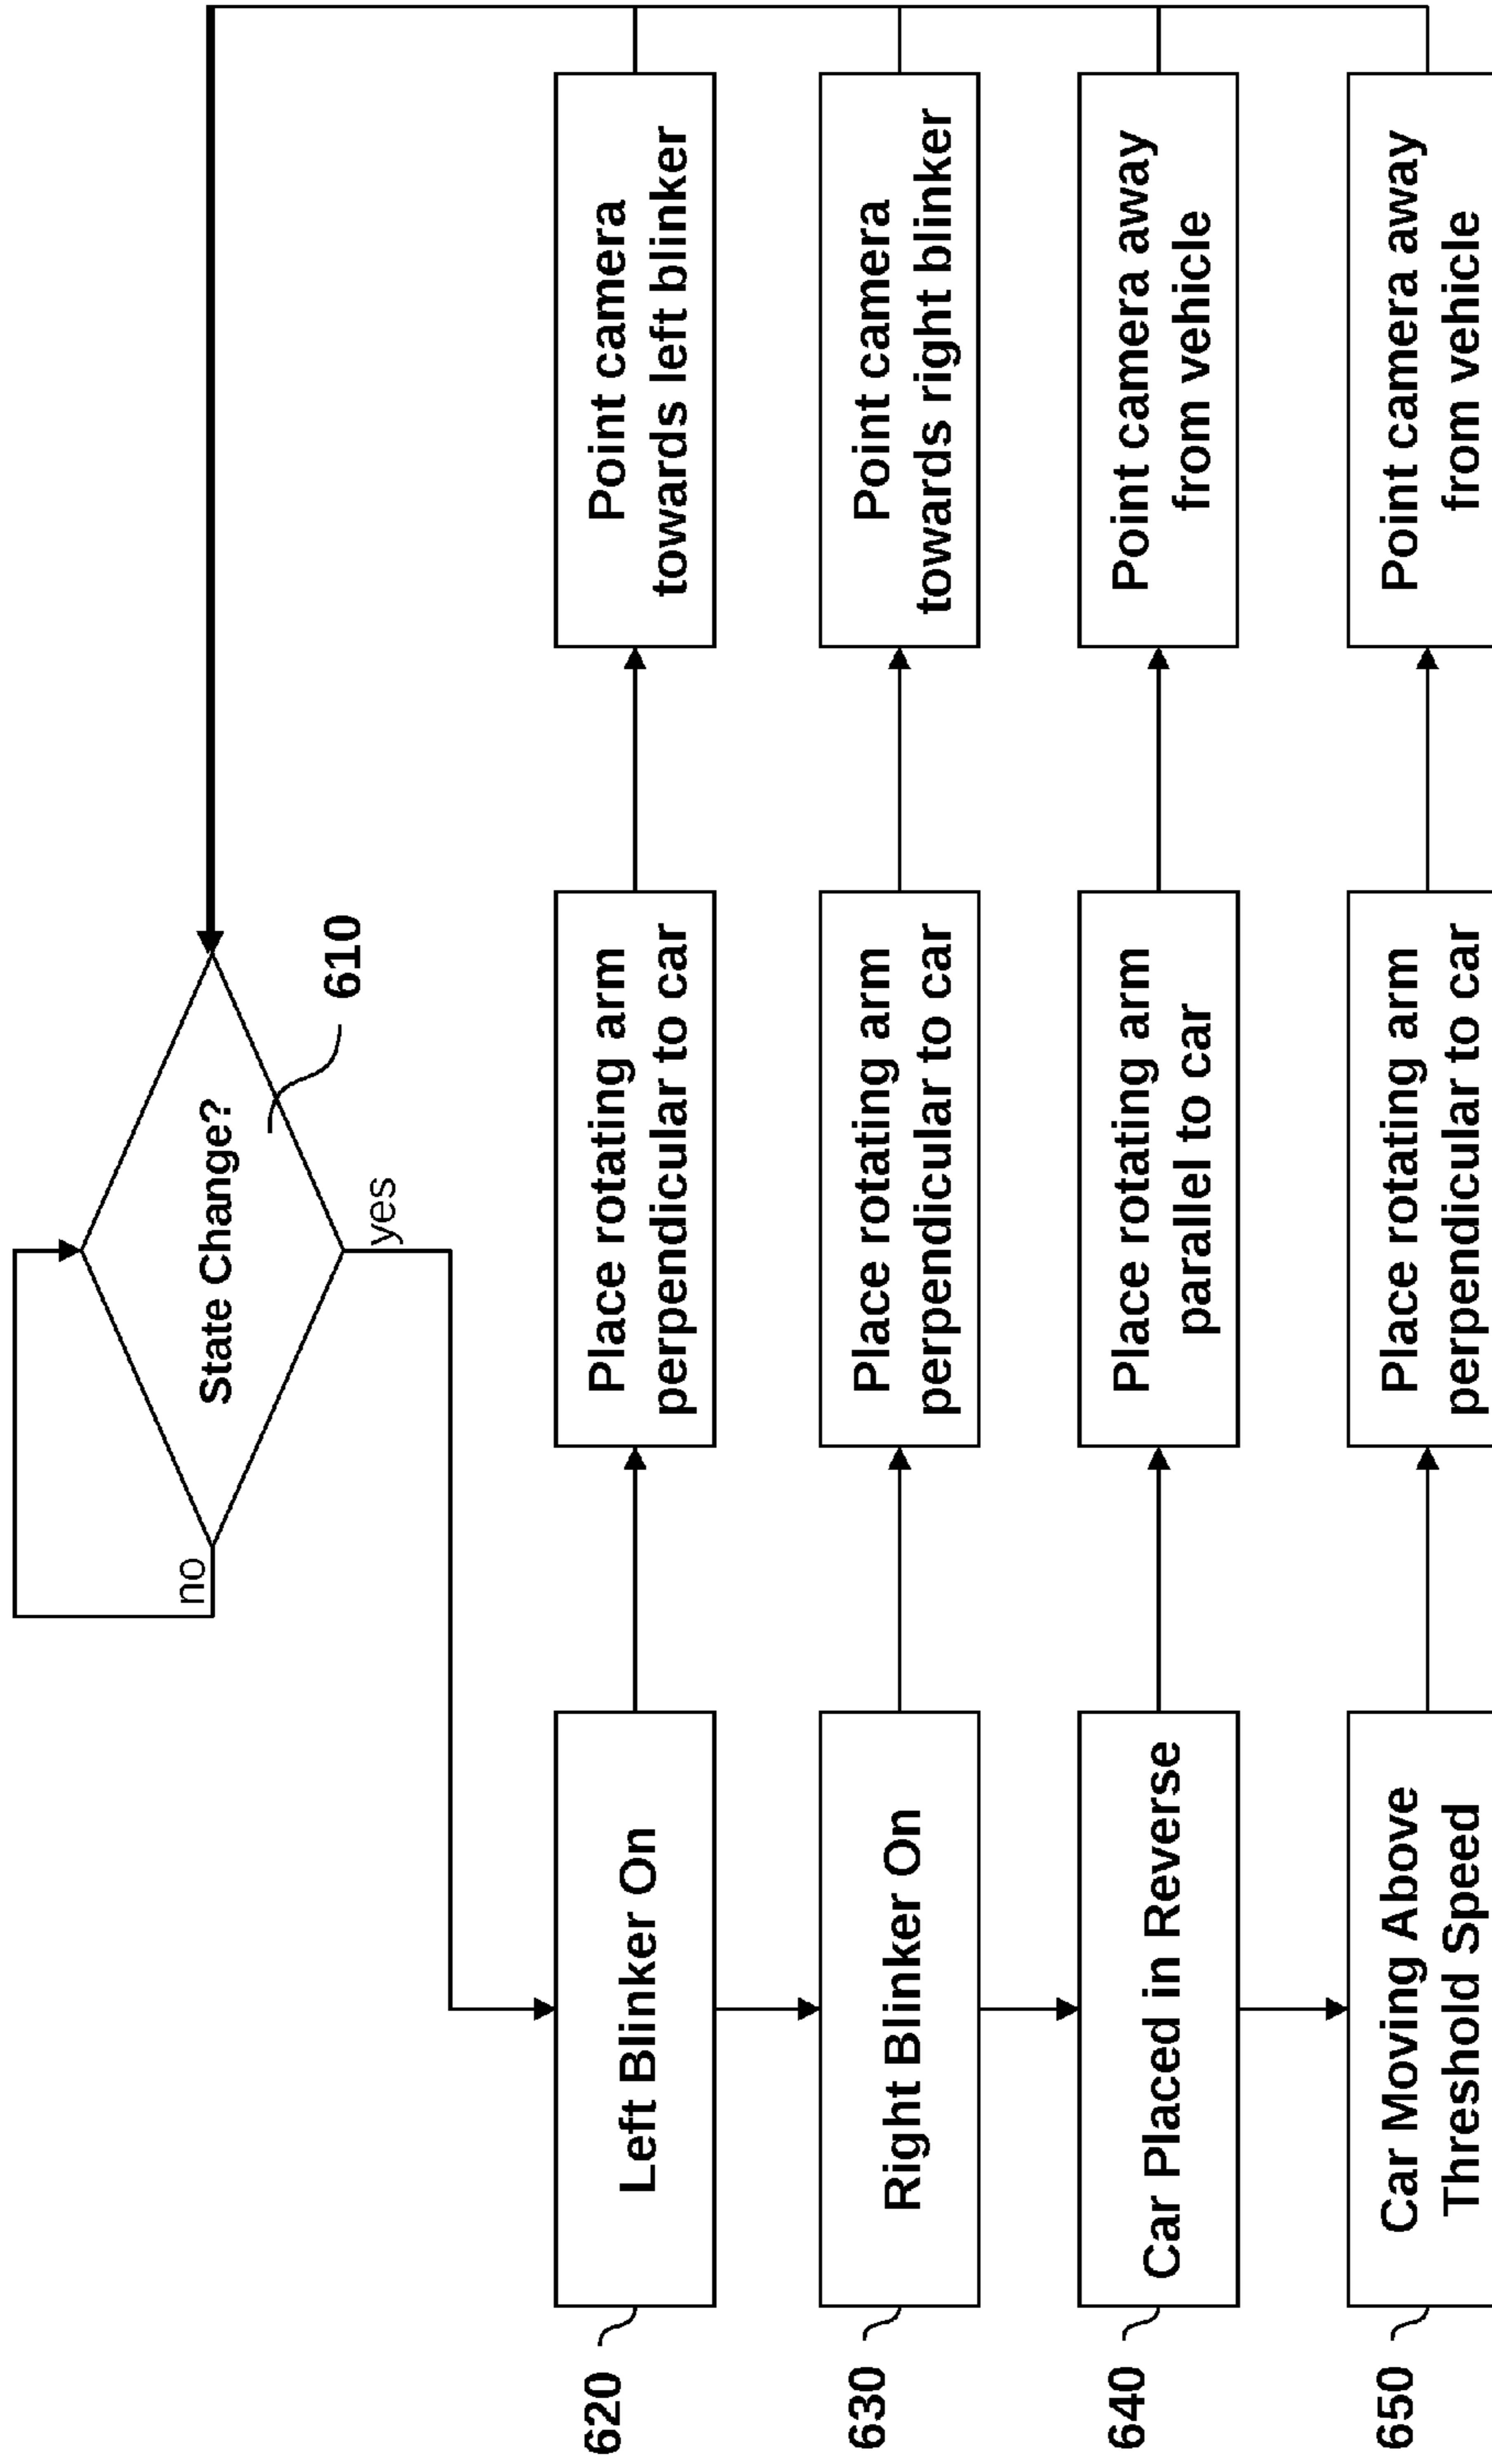 State Change?
610
no
yes
620
Left Blinker On
Place rotating arm
perpendicular to car
Point camera
towards left blinker
630
Right Blinker On
Place rotating arm
perpendicular to car
Point camera
towards right blinker
640
Car Placed in Reverse
Place rotating arm
parallel to car
Point camera away
from vehicle
650
Car Moving Above
Threshold Speed
Place rotating arm
perpendicular to car
Point camera away
from vehicle